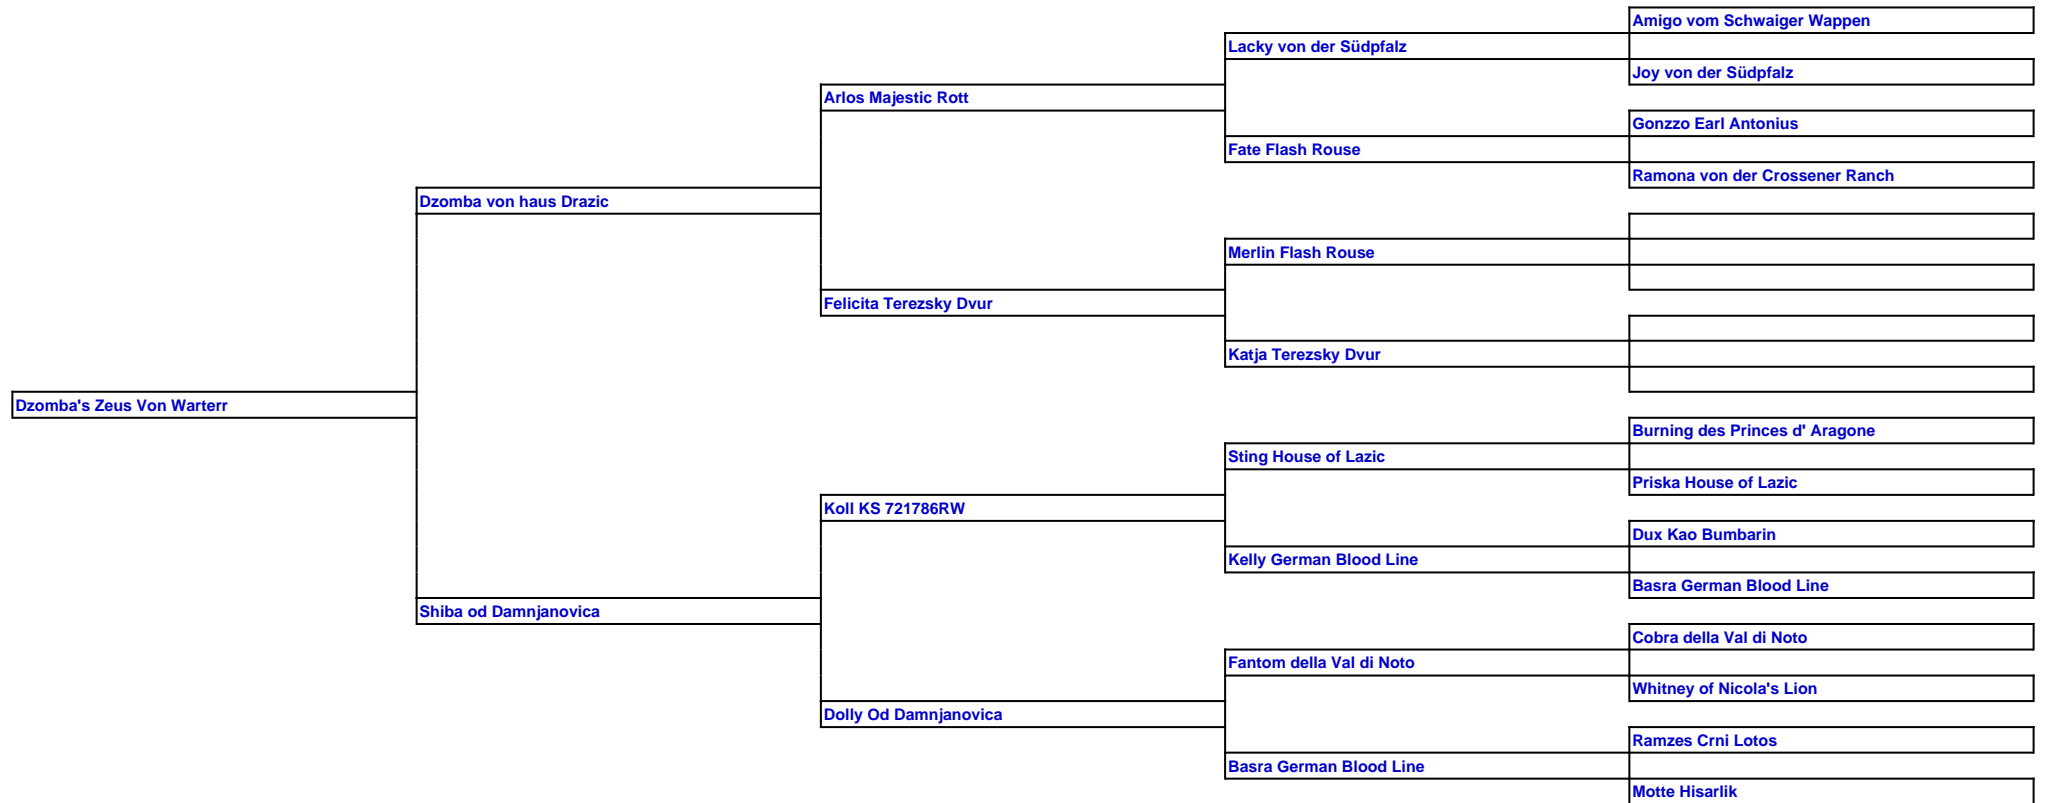 Amigo vom Schwaiger Wappen
Lacky von der Südpfalz
Joy von der Südpfalz
Arlos Majestic Rott
Gonzzo Earl Antonius
Fate Flash Rouse
Ramona von der Crossener Ranch
Dzomba von haus Drazic
Merlin Flash Rouse
Felicita Terezsky Dvur
Katja Terezsky Dvur
Dzomba's Zeus Von Warterr
Burning des Princes d' Aragone
Sting House of Lazic
Priska House of Lazic
Koll KS 721786RW
Dux Kao Bumbarin
Kelly German Blood Line
Basra German Blood Line
Shiba od Damnjanovica
Cobra della Val di Noto
Fantom della Val di Noto
Whitney of Nicola's Lion
Dolly Od Damnjanovica
Ramzes Crni Lotos
Basra German Blood Line
Motte Hisarlik